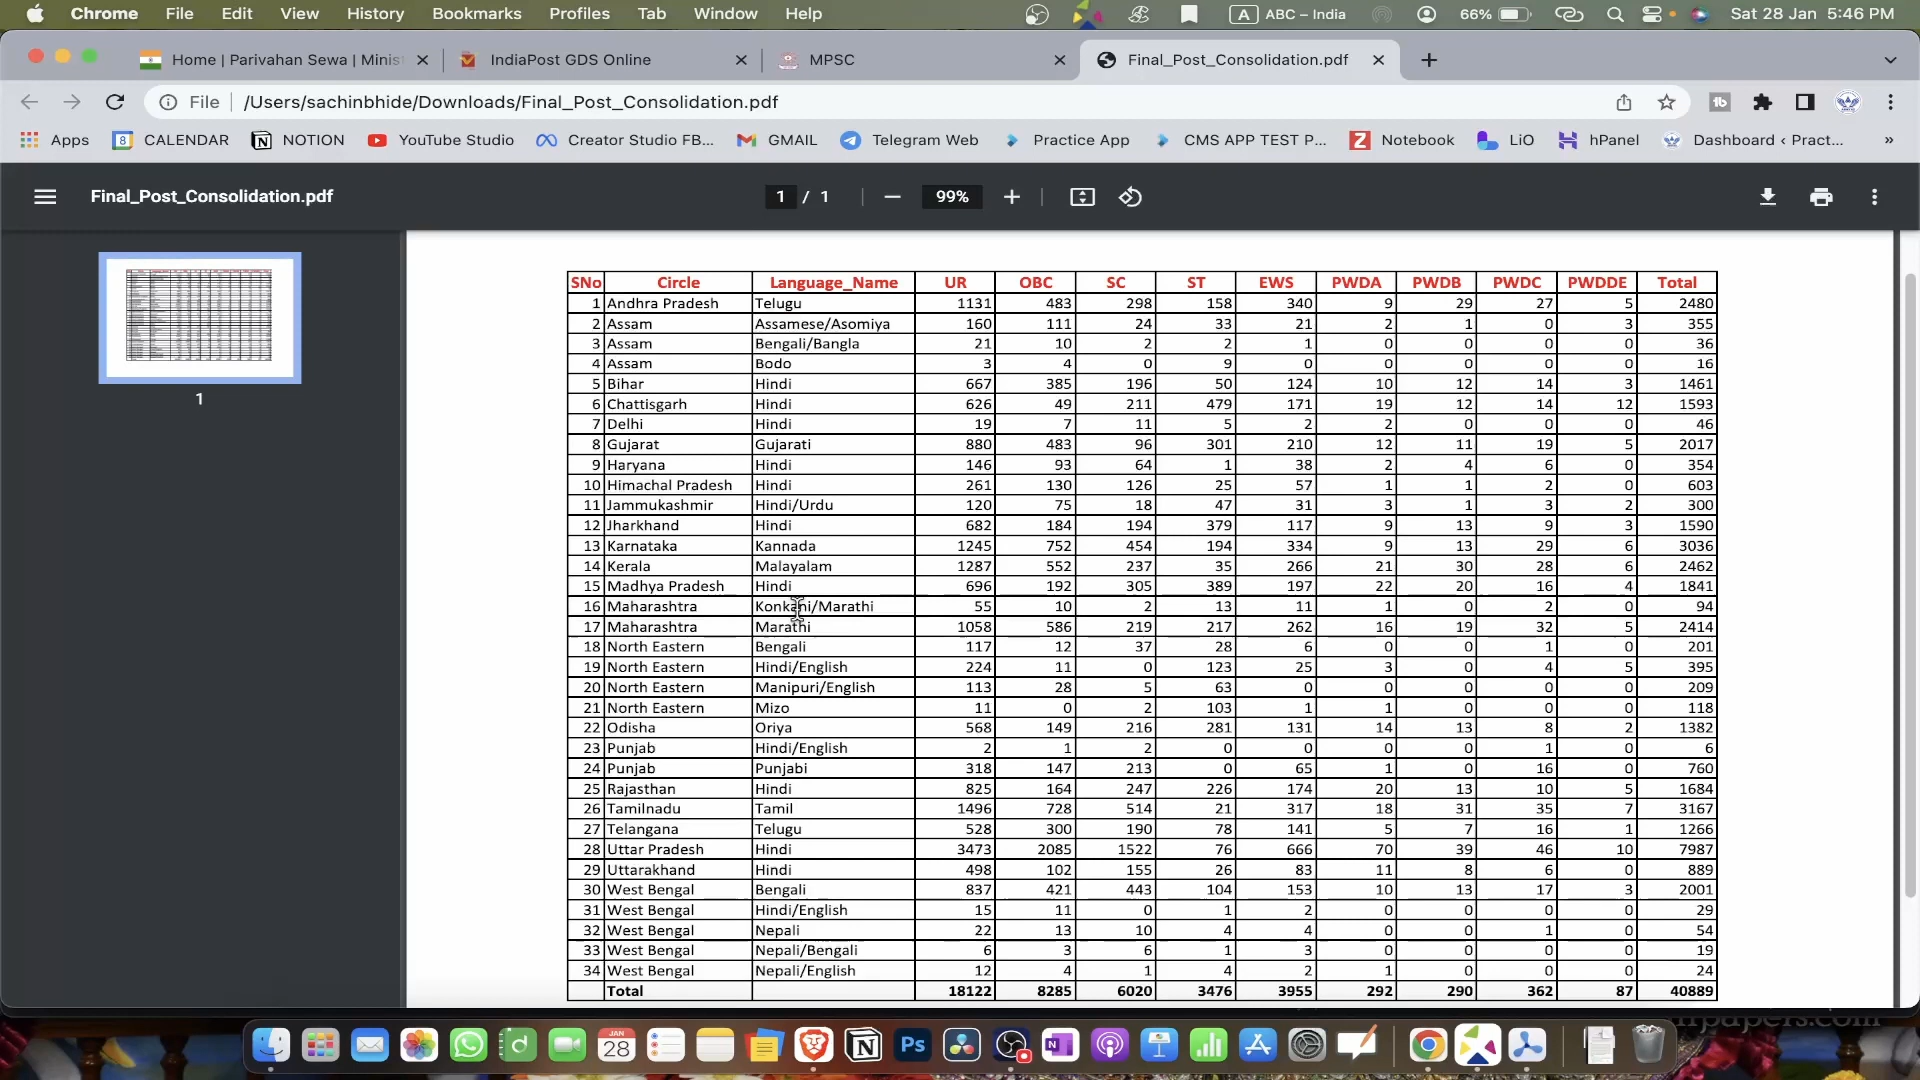 Chrome File Edit View History Bookmarks Profiles Tab Window Help 66% A ABC – India Sat 28 Jan 5:46 PM
Home | Parivahan Sewa | Minis IndiaPost GDS Online MPSC Final_Post_Consolidation.pdf
File /Users/sachinbhide/Downloads/Final_Post_Consolidation.pdf
Apps CALENDAR NOTION YouTube Studio Creator Studio FB... GMAIL Telegram Web Practice App CMS APP TEST P... Notebook LiO hPanel Dashboard ‹ Pract... »
Final_Post_Consolidation.pdf 1 / 1 99%
1
SNo Circle Language_Name UR OBC SC ST EWS PWDA PWDB PWDC PWDDE Total
1 Andhra Pradesh Telugu 1131 483 298 158 340 9 29 27 5 2480
2 Assam Assamese/Asomiya 160 111 24 33 21 2 1 0 3 355
3 Assam Bengali/Bangla 21 10 2 2 1 0 0 0 0 36
4 Assam Bodo 3 4 0 9 0 0 0 0 0 16
5 Bihar Hindi 667 385 196 50 124 10 12 14 3 1461
6 Chattisgarh Hindi 626 49 211 479 171 19 12 14 12 1593
7 Delhi Hindi 19 7 11 5 2 2 0 0 0 46
8 Gujarat Gujarati 880 483 96 301 210 12 11 19 5 2017
9 Haryana Hindi 146 93 64 1 38 2 4 6 0 354
10 Himachal Pradesh Hindi 261 130 126 25 57 1 1 2 0 603
11 Jammukashmir Hindi/Urdu 120 75 18 47 31 3 1 3 2 300
12 Jharkhand Hindi 682 184 194 379 117 9 13 9 3 1590
13 Karnataka Kannada 1245 752 454 194 334 9 13 29 6 3036
14 Kerala Malayalam 1287 552 237 35 266 21 30 28 6 2462
15 Madhya Pradesh Hindi 696 192 305 389 197 22 20 16 4 1841
16 Maharashtra Konkani/Marathi 55 10 2 13 11 1 0 2 0 94
17 Maharashtra Marathi 1058 586 219 217 262 16 19 32 5 2414
18 North Eastern Bengali 117 12 37 28 6 0 0 1 0 201
19 North Eastern Hindi/English 224 11 0 123 25 3 0 4 5 395
20 North Eastern Manipuri/English 113 28 5 63 0 0 0 0 0 209
21 North Eastern Mizo 11 0 2 103 1 1 0 0 0 118
22 Odisha Oriya 568 149 216 281 131 14 13 8 2 1382
23 Punjab Hindi/English 2 1 2 0 0 0 0 1 0 6
24 Punjab Punjabi 318 147 213 0 65 1 0 16 0 760
25 Rajasthan Hindi 825 164 247 226 174 20 13 10 5 1684
26 Tamilnadu Tamil 1496 728 514 21 317 18 31 35 7 3167
27 Telangana Telugu 528 300 190 78 141 5 7 16 1 1266
28 Uttar Pradesh Hindi 3473 2085 1522 76 666 70 39 46 10 7987
29 Uttarakhand Hindi 498 102 155 26 83 11 8 6 0 889
30 West Bengal Bengali 837 421 443 104 153 10 13 17 3 2001
31 West Bengal Hindi/English 15 11 0 1 2 0 0 0 0 29
32 West Bengal Nepali 22 13 10 4 4 0 0 1 0 54
33 West Bengal Nepali/Bengali 6 3 6 1 3 0 0 0 0 19
34 West Bengal Nepali/English 12 4 1 4 2 1 0 0 0 24
Total 18122 8285 6020 3476 3955 292 290 362 87 40889
JAN
28
Ps